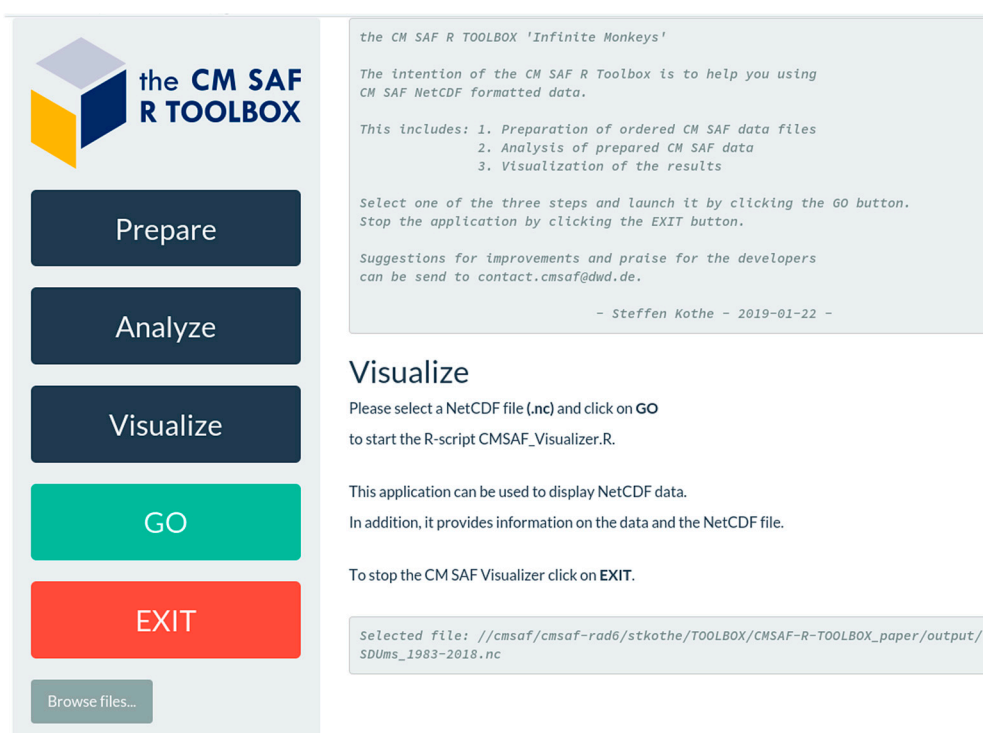 the CM SAF
R TOOLBOX
Prepare
Analyze
Visualize
GO
EXIT
Browse files...
the CM SAF R TOOLBOX 'Infinite Monkeys'
The intention of the CM SAF R Toolbox is to help you using
CM SAF NetCDF formatted data.
This includes: 1. Preparation of ordered CM SAF data files
2. Analysis of prepared CM SAF data
3. Visualization of the results
Select one of the three steps and launch it by clicking the GO button.
Stop the application by clicking the EXIT button.
Suggestions for improvements and praise for the developers
can be send to contact.cmsaf@dwd.de.
- Steffen Kothe - 2019-01-22 -
Visualize
Please select a NetCDF file (.nc) and click on GO
to start the R-script CMSAF_Visualizer.R.
This application can be used to display NetCDF data.
In addition, it provides information on the data and the NetCDF file.
To stop the CM SAF Visualizer click on EXIT.
Selected file: //cmsaf/cmsaf-rad6/stkothe/TOOLBOX/CMSAF-R-TOOLBOX_paper/output/
SDUms_1983-2018.nc